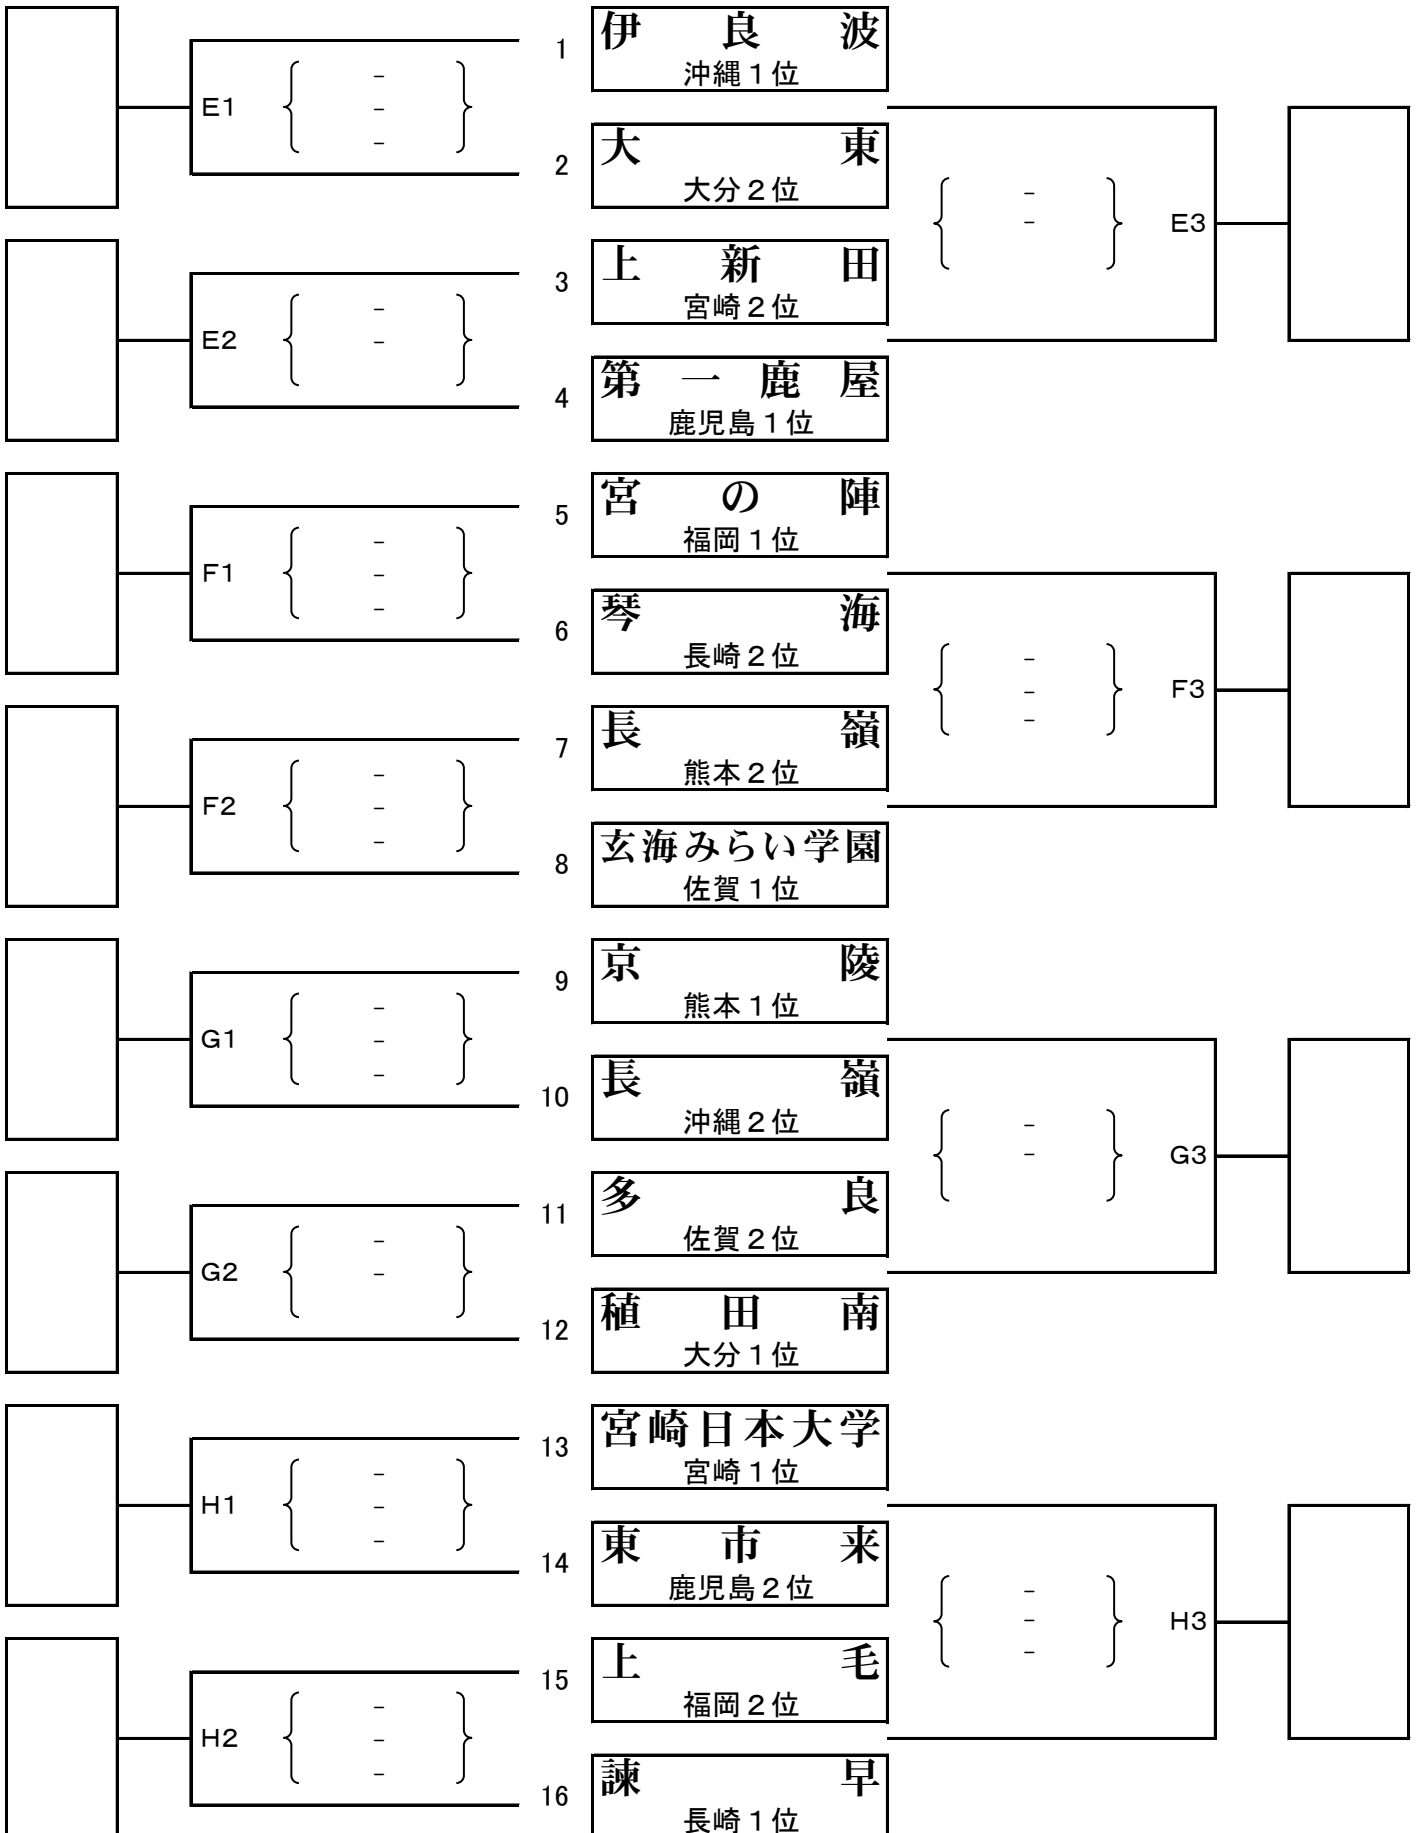 1 伊良波
沖縄1位
E1 { - - - }
2 大東
大分2位
{ - - } E3
3 上新田
宮崎2位
E2 { - - }
4 第一鹿屋
鹿児島1位
5 宮の陣
福岡1位
F1 { - - - }
6 琴海
長崎2位
{ - - - } F3
7 長嶺
熊本2位
F2 { - - - }
8 玄海みらい学園
佐賀1位
9 京陵
熊本1位
G1 { - - - }
10 長嶺
沖縄2位
{ - - } G3
11 多良
佐賀2位
G2 { - - }
12 稙田南
大分1位
13 宮崎日本大学
宮崎1位
H1 { - - - }
14 東市来
鹿児島2位
{ - - - } H3
15 上毛
福岡2位
H2 { - - - }
16 諫早
長崎1位